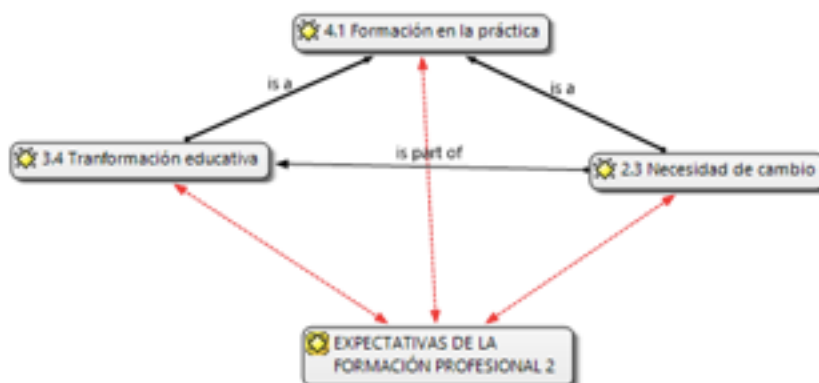 4.1 Formación en la práctica
is a
is a
3.4 Tranformación educativa
is part of
2.3 Necesidad de cambio
EXPECTATIVAS DE LA
FORMACIÓN PROFESIONAL 2